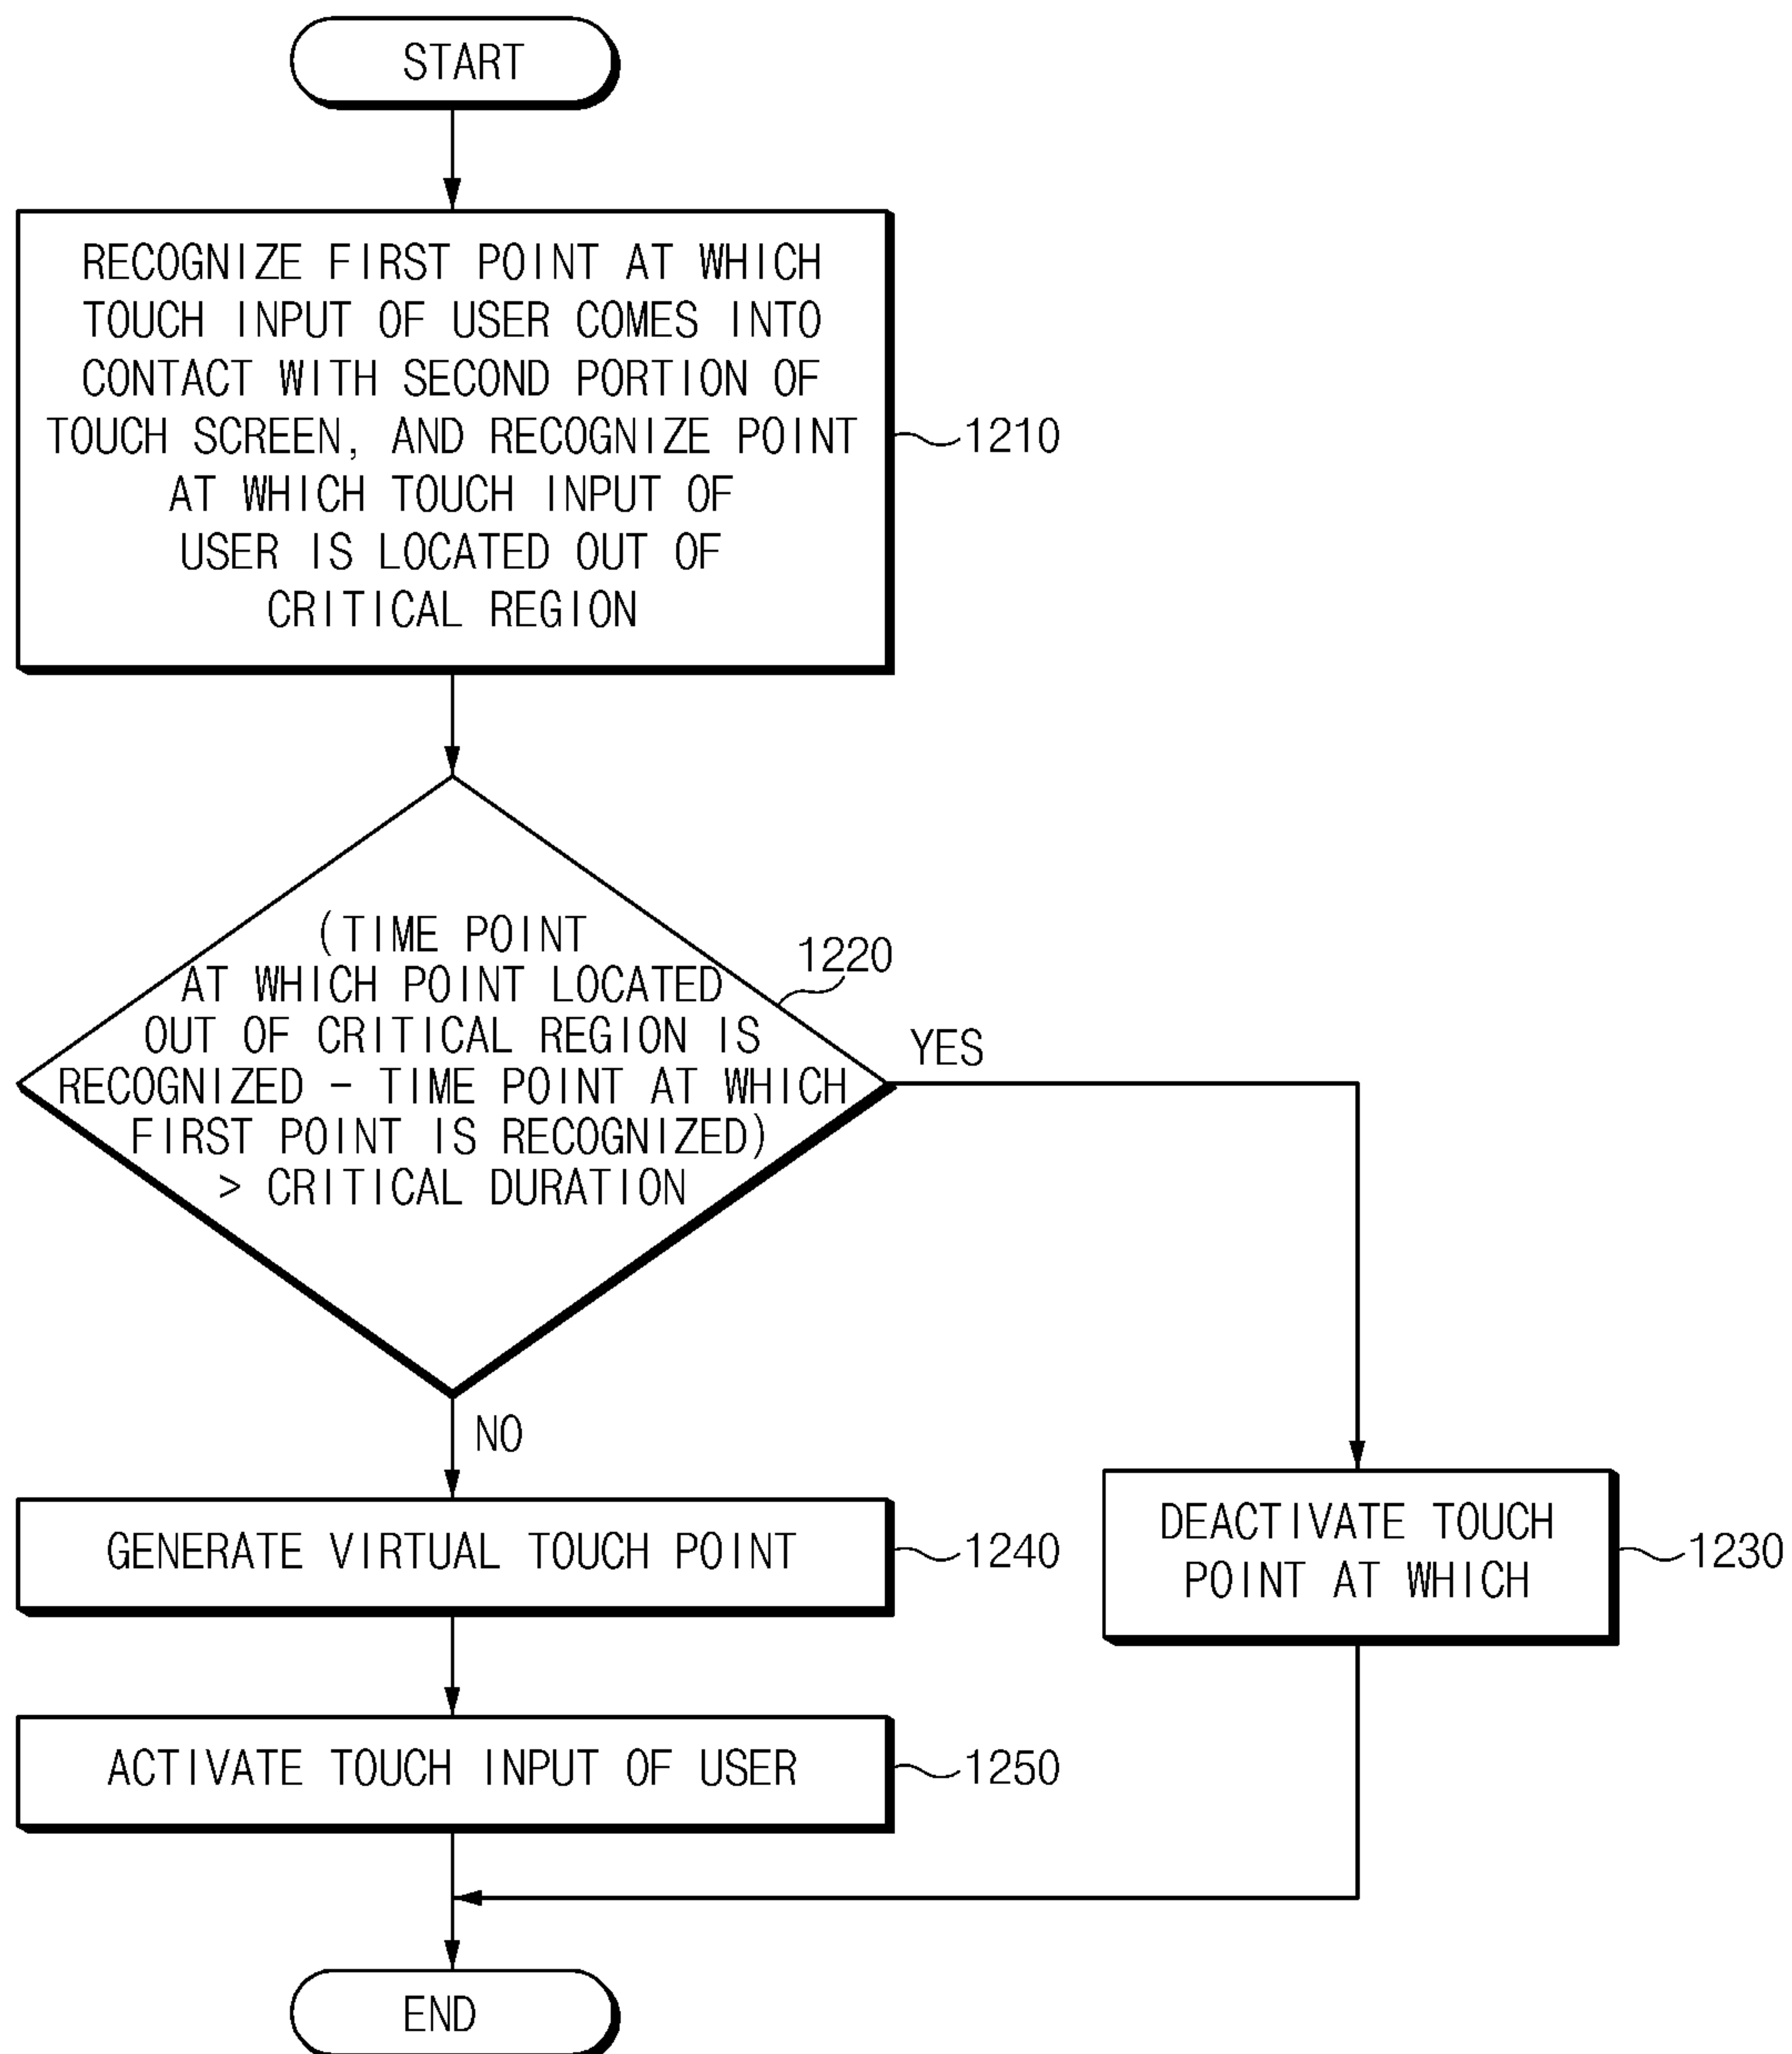 START
RECOGNIZE FIRST POINT AT WHICH
TOUCH INPUT OF USER COMES INTO
CONTACT WITH SECOND PORTION OF
TOUCH SCREEN, AND RECOGNIZE POINT
AT WHICH TOUCH INPUT OF
USER IS LOCATED OUT OF
CRITICAL REGION
1210
(TIME POINT
AT WHICH POINT LOCATED
OUT OF CRITICAL REGION IS
RECOGNIZED - TIME POINT AT WHICH
FIRST POINT IS RECOGNIZED)
> CRITICAL DURATION
1220
YES
NO
GENERATE VIRTUAL TOUCH POINT
1240
DEACTIVATE TOUCH
POINT AT WHICH
1230
ACTIVATE TOUCH INPUT OF USER
1250
END